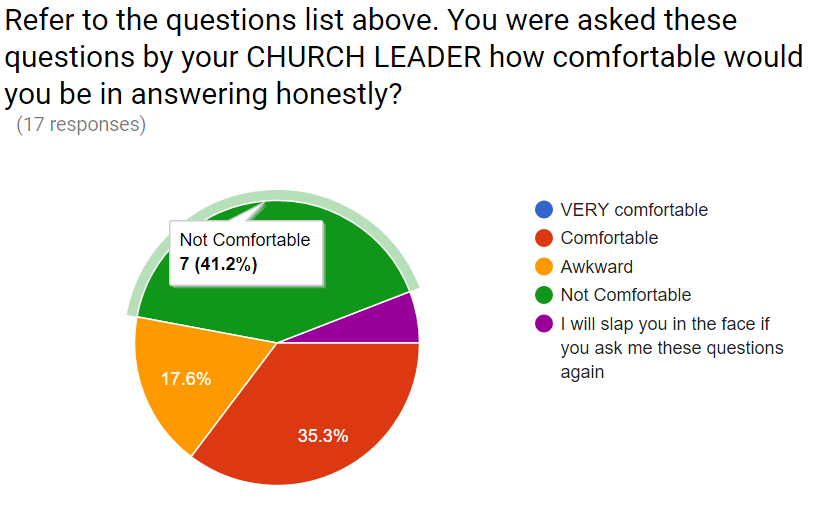 Refer to the questions list above. You were asked these
questions by your CHURCH LEADER how comfortable would
you be in answering honestly?
(17 responses)
Not Comfortable
7 (41.2%)
17.6%
35.3%
VERY comfortable
Comfortable
Awkward
Not Comfortable
I will slap you in the face if
you ask me these questions
again